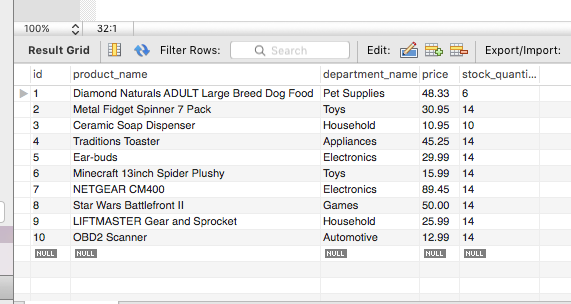 100% 32:1
Result Grid Filter Rows: Search Edit: Export/Import:
id product_name department_name price stock_quanti...
1 Diamond Naturals ADULT Large Breed Dog Food Pet Supplies 48.33 6
2 Metal Fidget Spinner 7 Pack Toys 30.95 14
3 Ceramic Soap Dispenser Household 10.95 10
4 Traditions Toaster Appliances 45.25 14
5 Ear-buds Electronics 29.99 14
6 Minecraft 13inch Spider Plushy Toys 15.99 14
7 NETGEAR CM400 Electronics 89.45 14
8 Star Wars Battlefront II Games 50.00 14
9 LIFTMASTER Gear and Sprocket Household 25.99 14
10 OBD2 Scanner Automotive 12.99 14
NULL NULL NULL NULL NULL